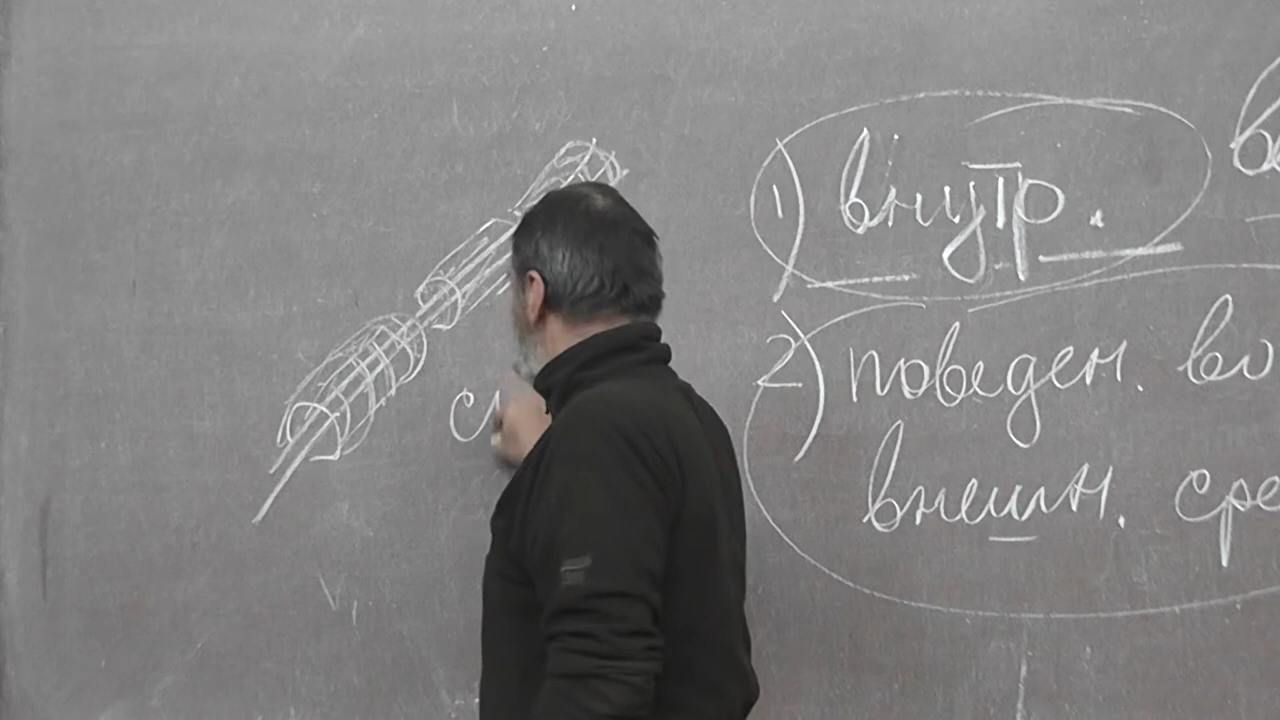 1) внутр.
2) поведен. во
внешн. сре